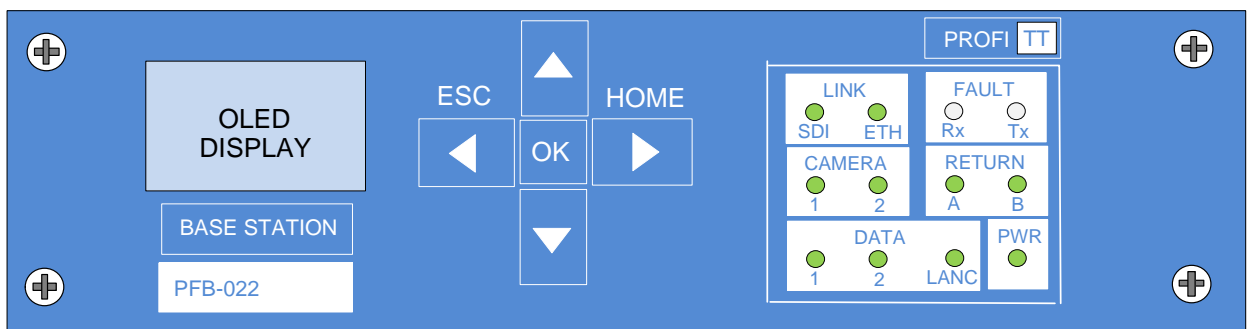 PROFI TT
OLED
DISPLAY
BASE STATION
PFB-022
ESC
HOME
OK
LINK
SDI ETH
FAULT
Rx Tx
CAMERA
1 2
RETURN
A B
DATA
1 2 LANC
PWR